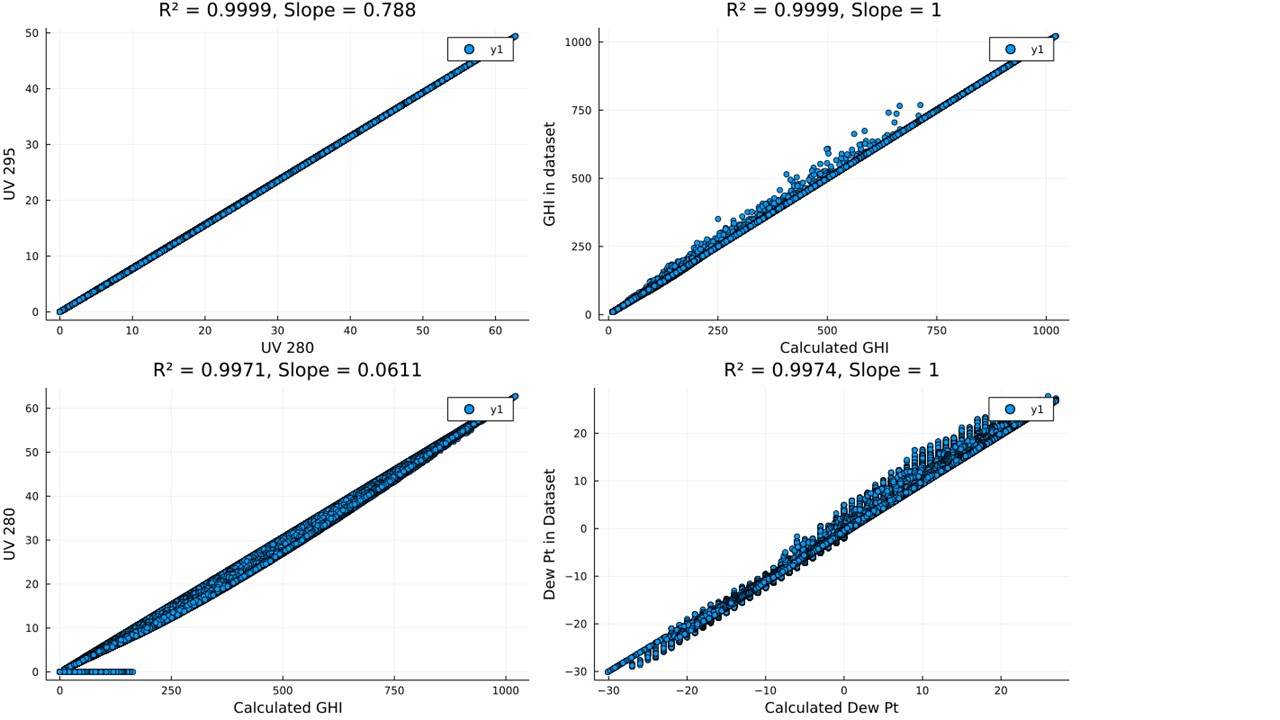 R² = 0.9999, Slope = 0.788
50
40
30
20
10
0
UV 295
y1
0 10 20 30 40 50 60
UV 280
R² = 0.9999, Slope = 1
1000
750
500
250
0
GHI in dataset
y1
0 250 500 750 1000
Calculated GHI
R² = 0.9971, Slope = 0.0611
60
50
40
30
20
10
0
UV 280
y1
0 250 500 750 1000
Calculated GHI
R² = 0.9974, Slope = 1
20
10
0
−10
−20
−30
Dew Pt in Dataset
y1
−30 −20 −10 0 10 20
Calculated Dew Pt